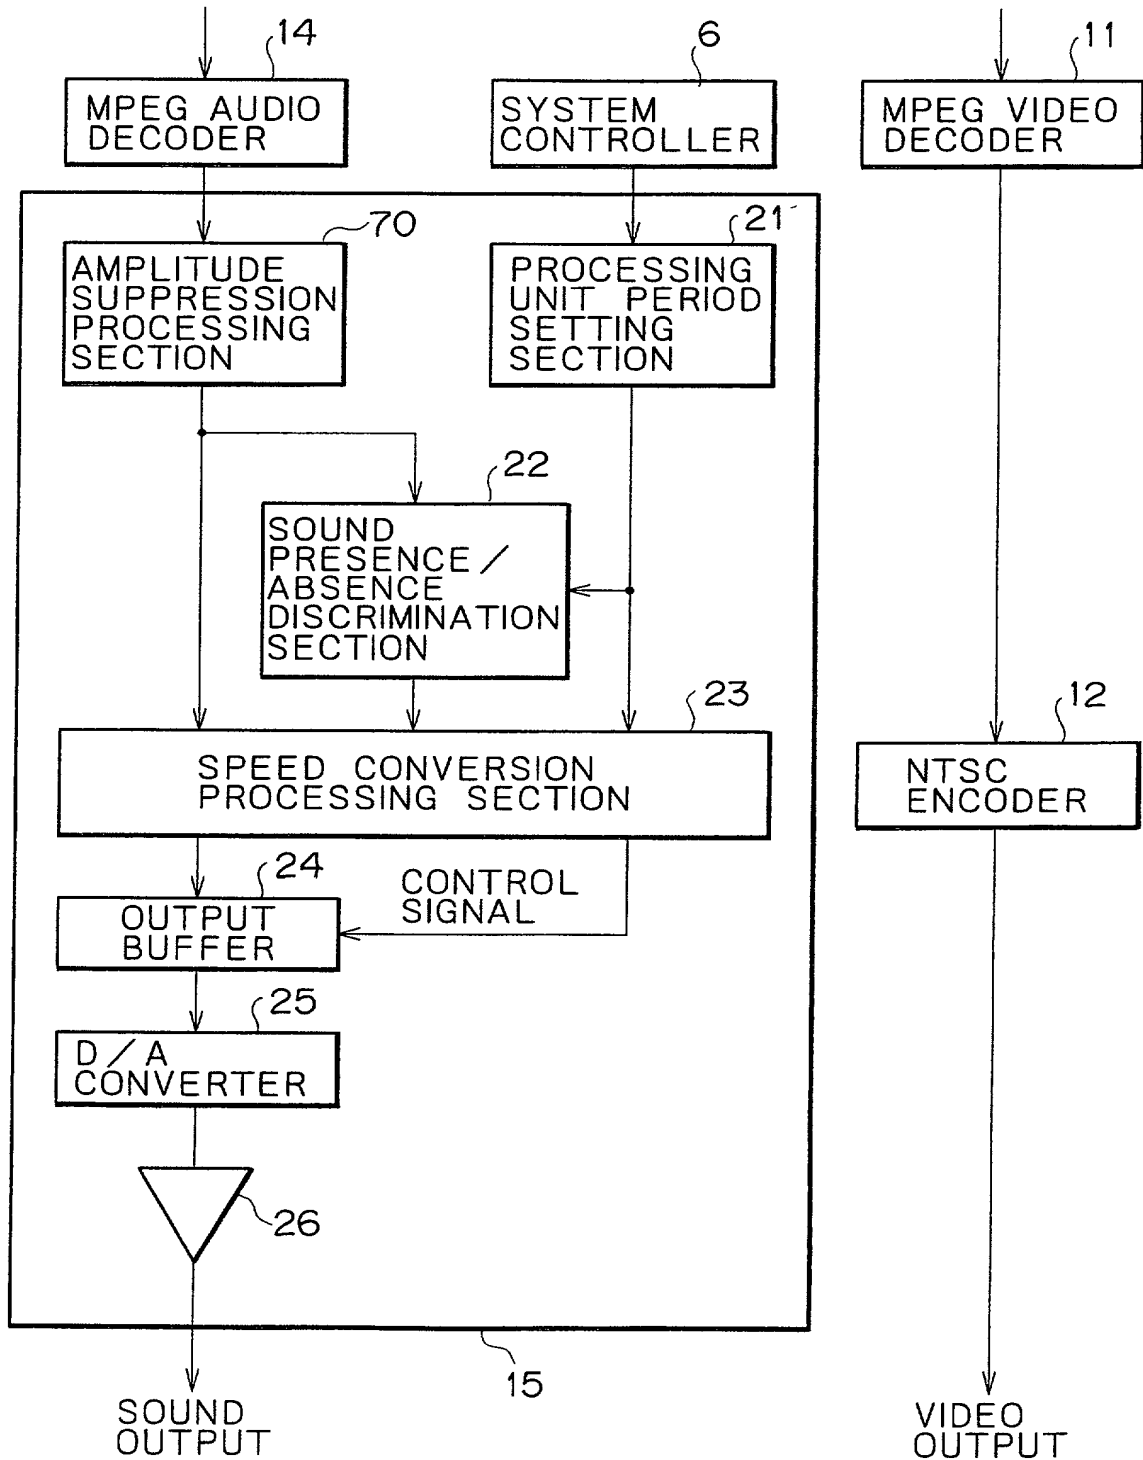 14
6
11
MPEG AUDIO
DECODER
SYSTEM
CONTROLLER
MPEG VIDEO
DECODER
70
21
AMPLITUDE
SUPPRESSION
PROCESSING
SECTION
PROCESSING
UNIT PERIOD
SETTING
SECTION
22
SOUND
PRESENCE/
ABSENCE
DISCRIMINATION
SECTION
23
12
SPEED CONVERSION
PROCESSING SECTION
NTSC
ENCODER
24
CONTROL
SIGNAL
OUTPUT
BUFFER
25
D/A
CONVERTER
26
15
SOUND
OUTPUT
VIDEO
OUTPUT